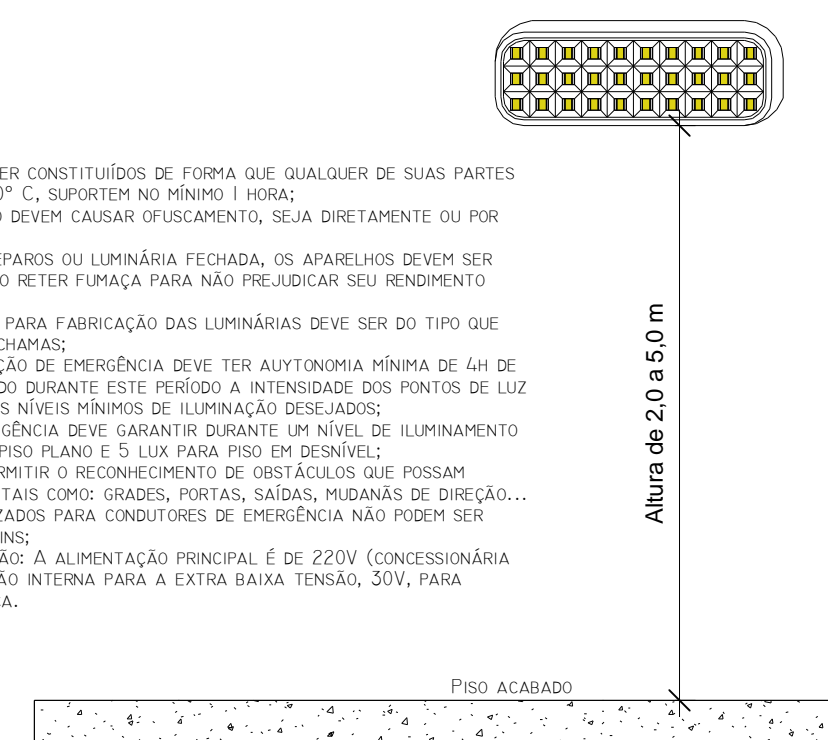 ER CONSTITUIÍDOS DE FORMA QUE QUALQUER DE SUAS PARTES
0° C, SUPORTEM NO MÍNIMO 1 HORA;
O DEVEM CAUSAR OFUSCAMENTO, SEJA DIRETAMENTE OU POR
EPAROS OU LUMINÁRIA FECHADA, OS APARELHOS DEVEM SER
O RETER FUMAÇA PARA NÃO PREJUDICAR SEU RENDIMENTO
PARA FABRICAÇÃO DAS LUMINÁRIAS DEVE SER DO TIPO QUE
CHAMAS;
ÇÃO DE EMERGÊNCIA DEVE TER AUYTONOMIA MÍNIMA DE 4H DE
DO DURANTE ESTE PERÍODO A INTENSIDADE DOS PONTOS DE LUZ
S NÍVEIS MÍNIMOS DE ILUMINAÇÃO DESEJADOS;
GÊNCIA DEVE GARANTIR DURANTE UM NÍVEL DE ILUMINAMENTO
PISO PLANO E 5 LUX PARA PISO EM DESNÍVEL;
RMITIR O RECONHECIMENTO DE OBSTÁCULOS QUE POSSAM
TAIS COMO: GRADES, PORTAS, SAÍDAS, MUDANÃS DE DIREÇÃO...
ZADOS PARA CONDUTORES DE EMERGÊNCIA NÃO PODEM SER
INS;
ÃO: A ALIMENTAÇÃO PRINCIPAL É DE 220V (CONCESSIONÁRIA
ÃO INTERNA PARA A EXTRA BAIXA TENSÃO, 30V, PARA
ÇA.
Altura de 2,0 a 5,0 m
PISO ACABADO